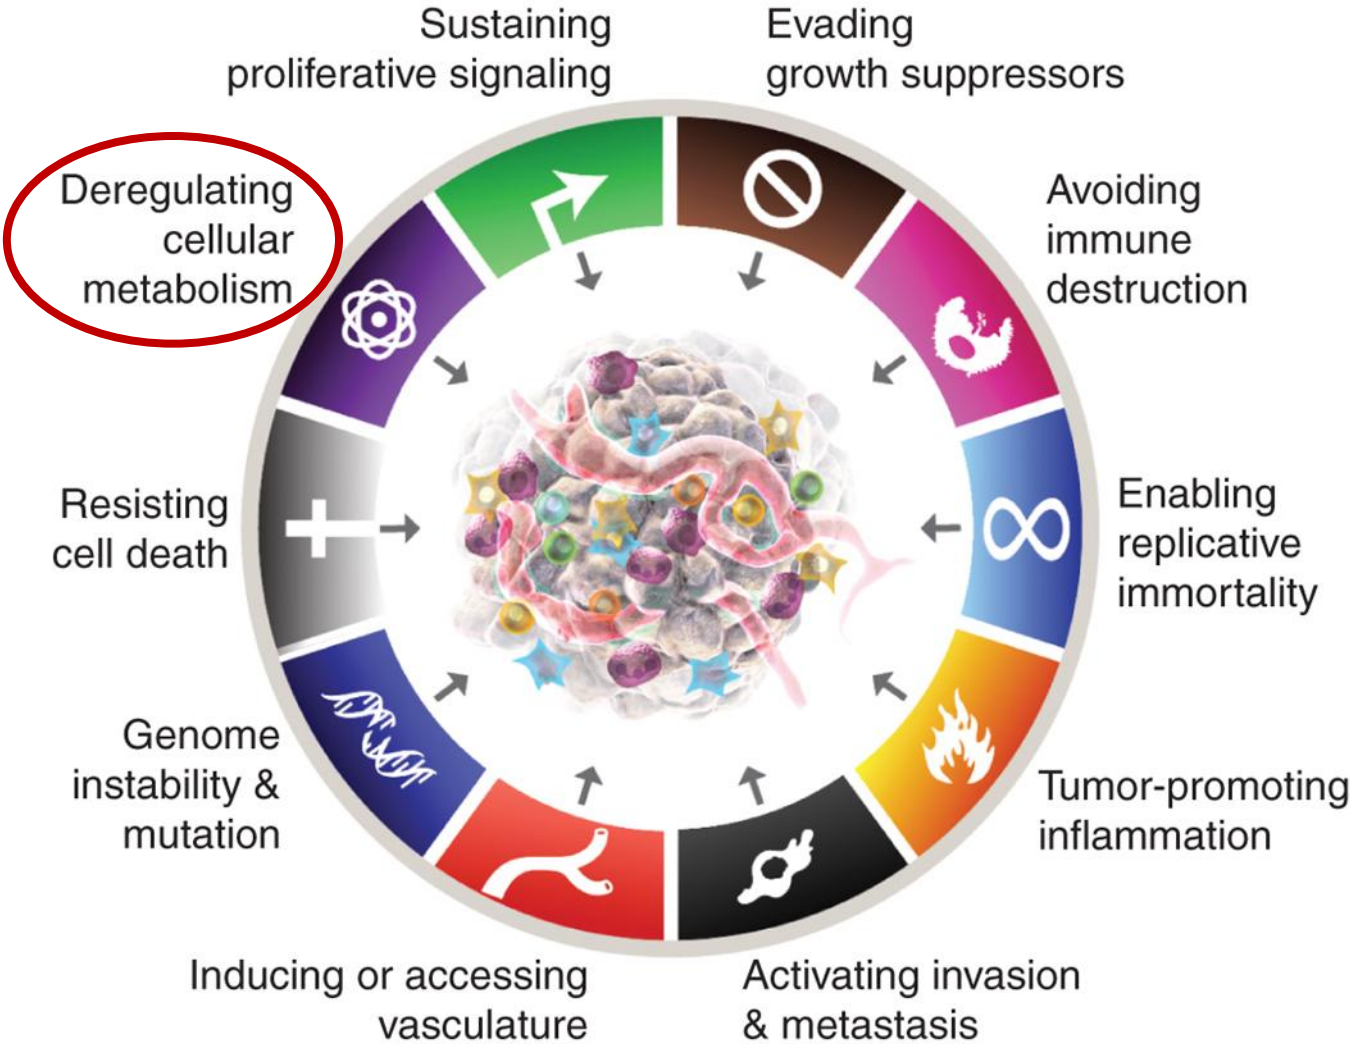 Sustaining
proliferative signaling
Evading
growth suppressors
Avoiding
immune
destruction
Enabling
replicative
immortality
Tumor-promoting
inflammation
Activating invasion
& metastasis
Inducing or accessing
vasculature
Genome
instability &
mutation
Resisting
cell death
Deregulating
cellular
metabolism